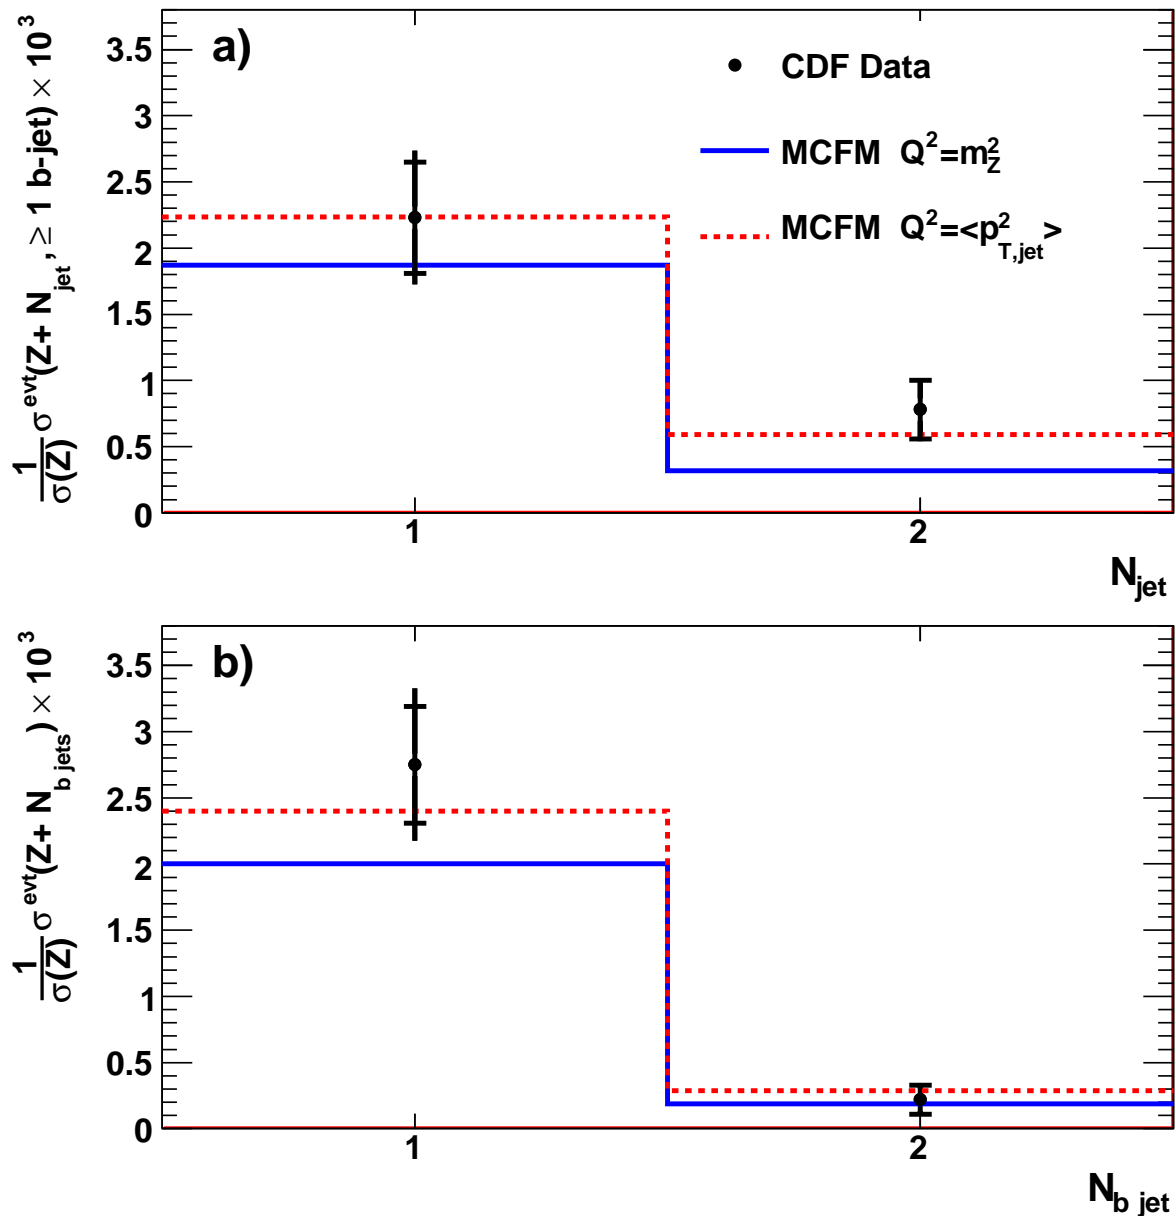 a)
CDF Data
MCFM Q²=m_Z²
MCFM Q²=<p²_T,jet>
1/σ(Z) σ^evt(Z+ N_jet, ≥ 1 b-jet) × 10³
3.5
3
2.5
2
1.5
1
0.5
0
1 2
N_jet
b)
1/σ(Z) σ^evt(Z+ N_b jets) × 10³
3.5
3
2.5
2
1.5
1
0.5
0
1 2
N_b jet